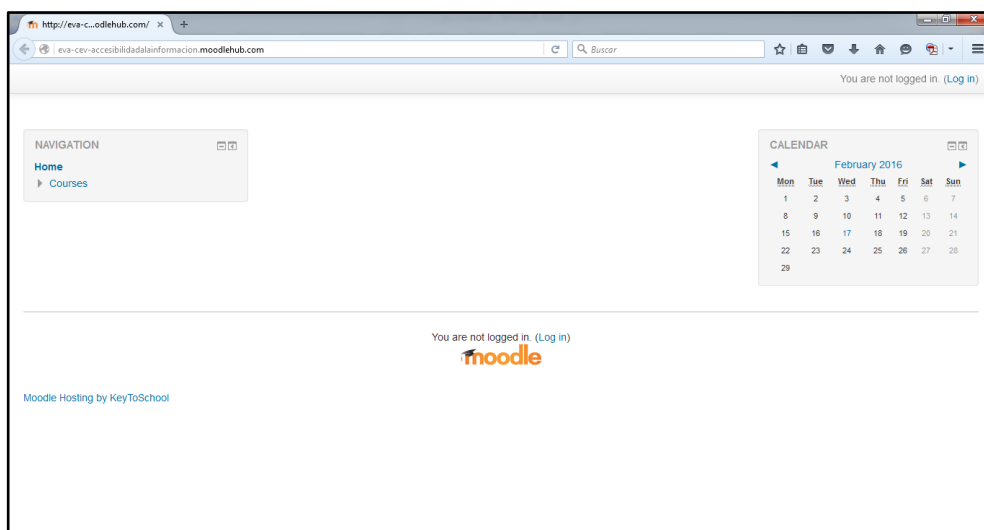 http://eva-c...odlehub.com/ × +
eva-cev-accesibilidadalainformacion.moodlehub.com
Buscar
You are not logged in. (Log in)
NAVIGATION
Home
Courses
CALENDAR
February 2016
Mon Tue Wed Thu Fri Sat Sun
1 2 3 4 5 6 7
8 9 10 11 12 13 14
15 16 17 18 19 20 21
22 23 24 25 26 27 28
29
You are not logged in. (Log in)
moodle
Moodle Hosting by KeyToSchool